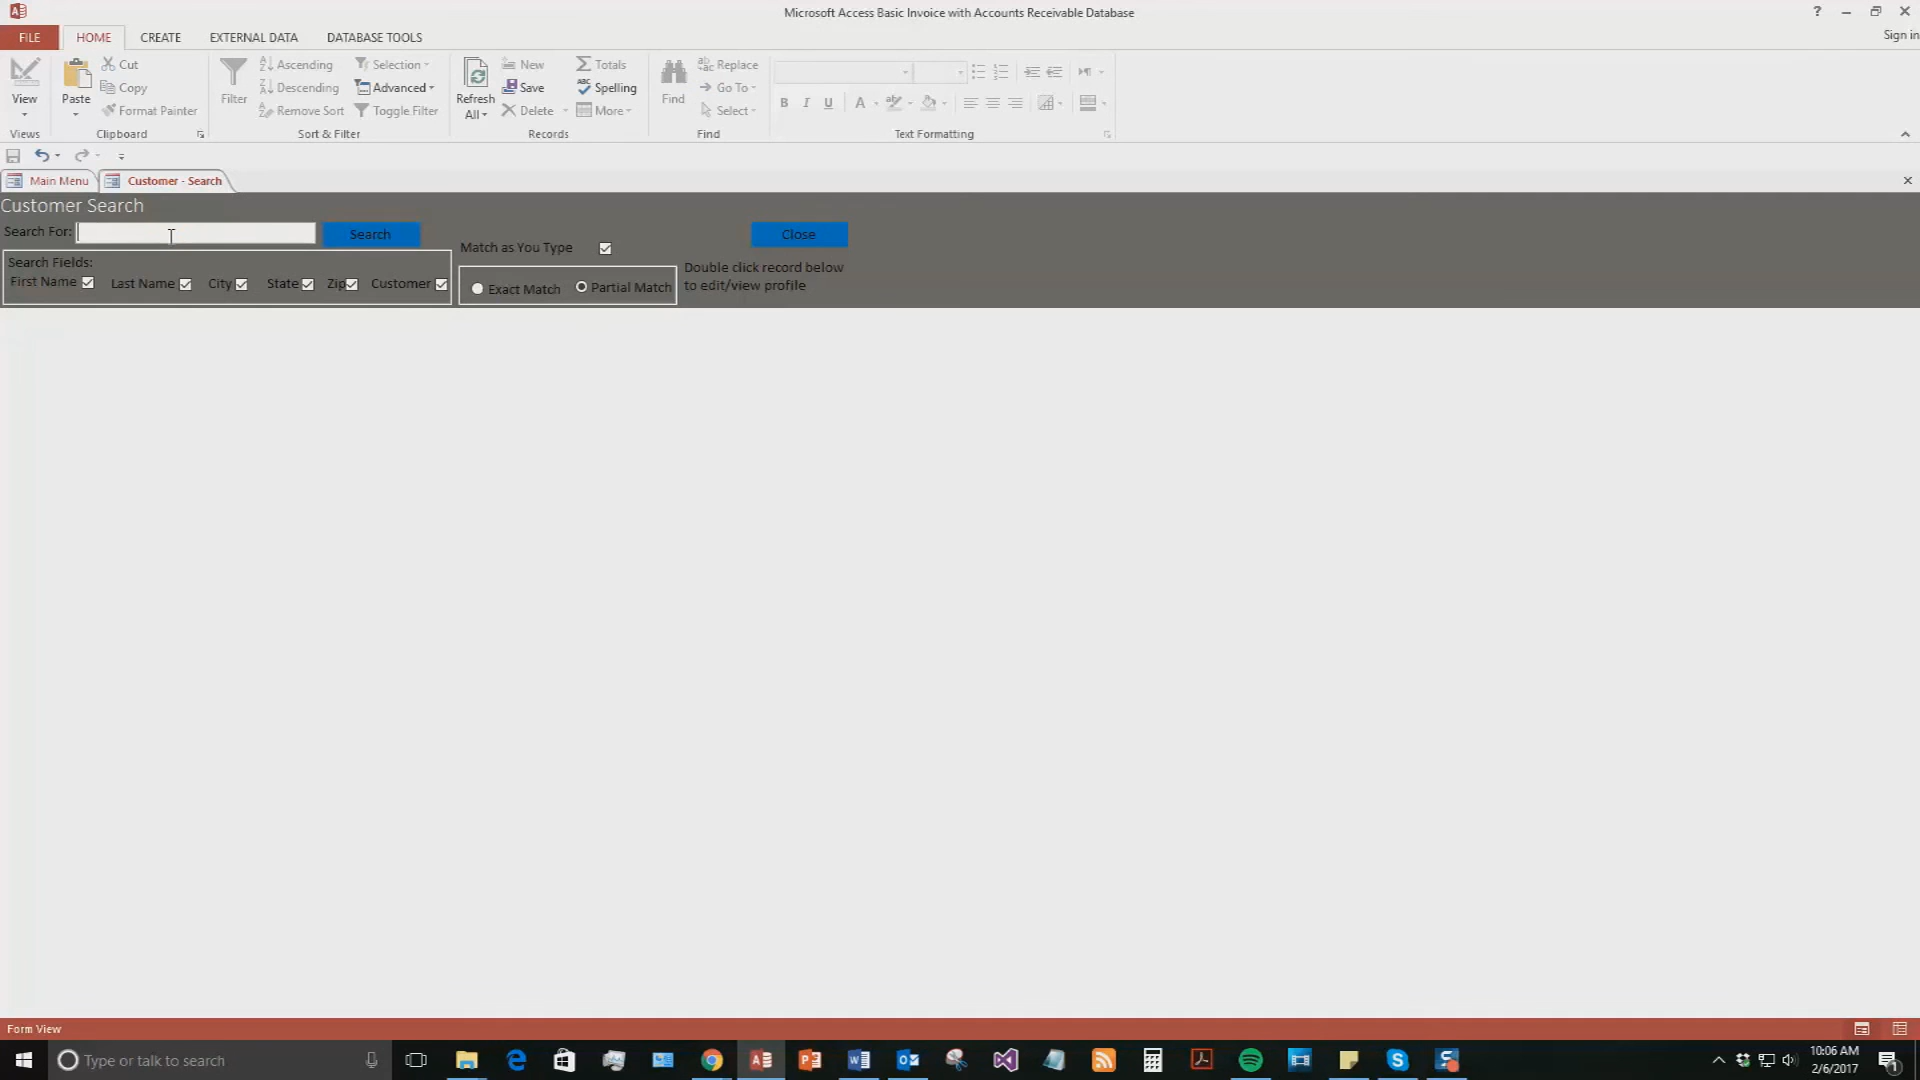 Microsoft Access Basic Invoice with Accounts Receivable Database
?
Sign in
FILE HOME CREATE EXTERNAL DATA DATABASE TOOLS
View
Views
Paste
Cut
Copy
Format Painter
Clipboard
Filter
Ascending
Descending
Remove Sort
Selection
Advanced
Toggle Filter
Sort & Filter
Refresh
All
New
Save
Delete
Totals
Spelling
More
Records
Find
Replace
Go To
Select
Find
B I U A
Text Formatting
Main Menu
Customer - Search
Customer Search
Search For:
Search
Match as You Type
Close
Search Fields:
First Name Last Name City State Zip Customer
Exact Match Partial Match
Double click record below
to edit/view profile
Form View
Type or talk to search
10:06 AM
2/6/2017